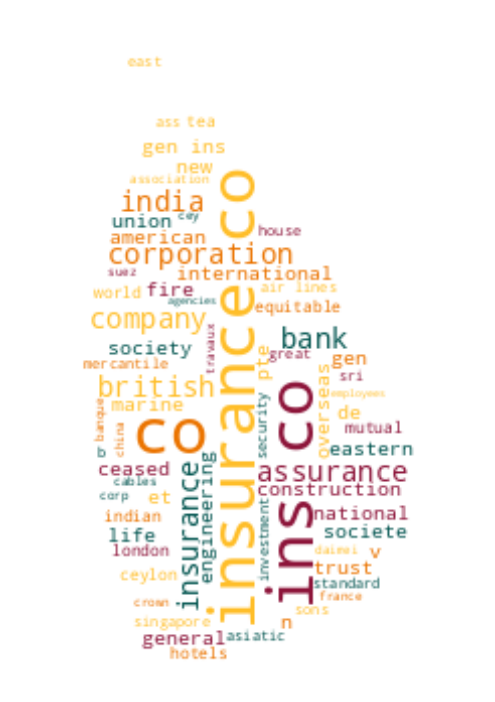 east
ass tea
gen ins
new
association
india
insurance co
union cey
house
american
corporation
suez
international
world fire
air lines
agencies
equitable
company
travaux
bank
society
great
gen
mercantile
pte
sri
british
overseas
employees
marine
de
banque
china
co
ins co
security
mutual
b
eastern
ceased
assurance
cables
insurance
engineering
construction
corp et
indian
national
life
investment
societe
london
daimei v
ceylon
trust
standard
crown
france
sons
singapore
n
general
asiatic
hotels